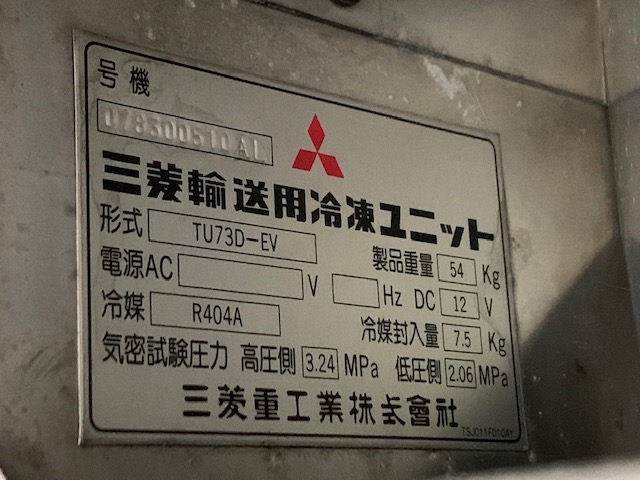 号機
078300510AL
三菱輸送用冷凍ユニット
形式 TU73D-EV 製品重量 54 Kg
電源AC V Hz DC 12 V
冷媒 R404A 冷媒封入量 7.5 Kg
気密試験圧力 高圧側 3.24 MPa 低圧側 2.06 MPa
三菱重工業株式會社
TSJ011F010AY